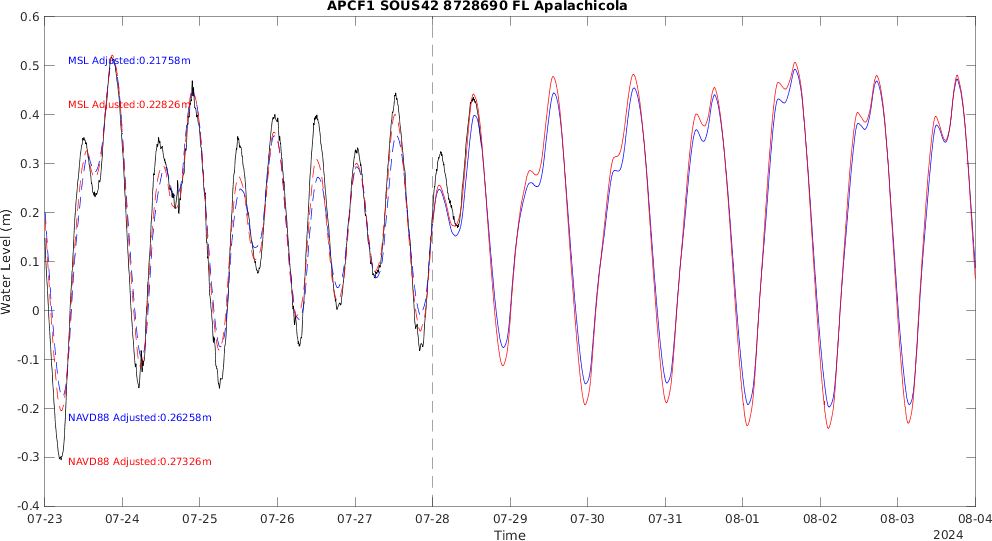 APCF1 SOUS42 8728690 FL Apalachicola
0.6
0.5
0.4
0.3
0.2
0.1
0
-0.1
-0.2
-0.3
-0.4
Water Level (m)
MSL Adjusted:0.21758m
MSL Adjusted:0.22826m
NAVD88 Adjusted:0.26258m
NAVD88 Adjusted:0.27326m
07-23 07-24 07-25 07-26 07-27 07-28 07-29 07-30 07-31 08-01 08-02 08-03 08-04
Time
2024